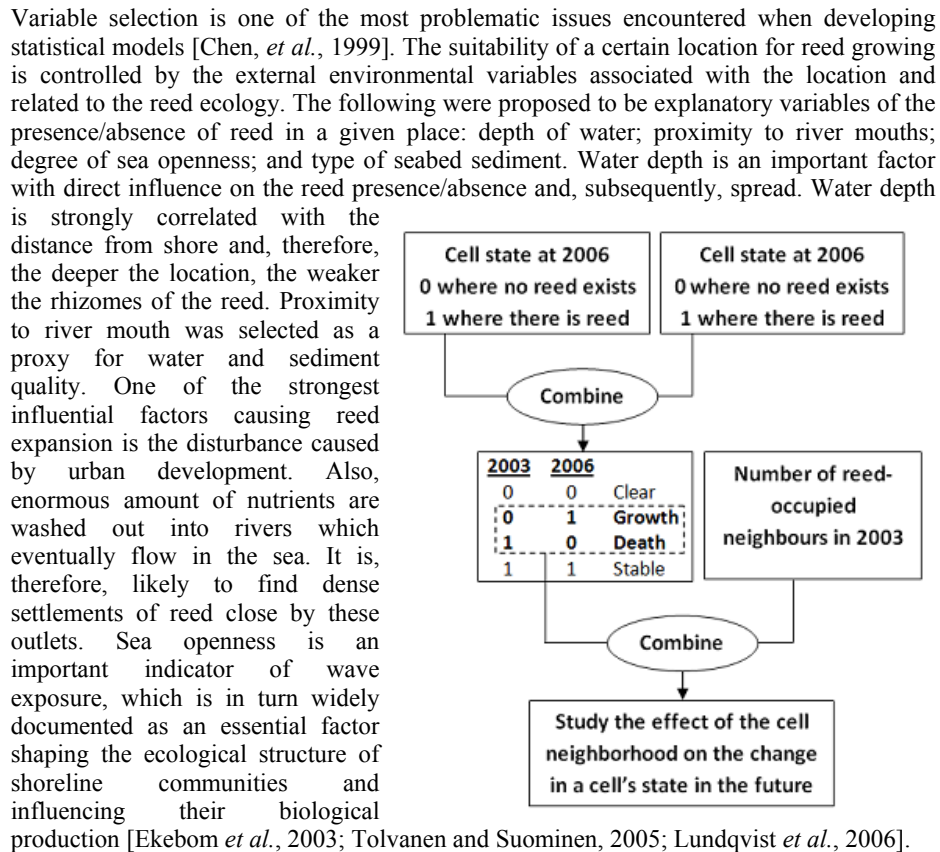 Variable selection is one of the most problematic issues encountered when developing
statistical models [Chen, et al., 1999]. The suitability of a certain location for reed growing
is controlled by the external environmental variables associated with the location and
related to the reed ecology. The following were proposed to be explanatory variables of the
presence/absence of reed in a given place: depth of water; proximity to river mouths;
degree of sea openness; and type of seabed sediment. Water depth is an important factor
with direct influence on the reed presence/absence and, subsequently, spread. Water depth
is strongly correlated with the
distance from shore and, therefore,
the deeper the location, the weaker
the rhizomes of the reed. Proximity
to river mouth was selected as a
proxy for water and sediment
quality. One of the strongest
influential factors causing reed
expansion is the disturbance caused
by urban development. Also,
enormous amount of nutrients are
washed out into rivers which
eventually flow in the sea. It is,
therefore, likely to find dense
settlements of reed close by these
outlets. Sea openness is an
important indicator of wave
exposure, which is in turn widely
documented as an essential factor
shaping the ecological structure of
shoreline communities and
influencing their biological
production [Ekebom et al., 2003; Tolvanen and Suominen, 2005; Lundqvist et al., 2006].
Cell state at 2006
0 where no reed exists
1 where there is reed
Cell state at 2006
0 where no reed exists
1 where there is reed
Combine
2003 2006
0 0 Clear
0 1 Growth
1 0 Death
1 1 Stable
Number of reed-
occupied
neighbours in 2003
Combine
Study the effect of the cell
neighborhood on the change
in a cell's state in the future